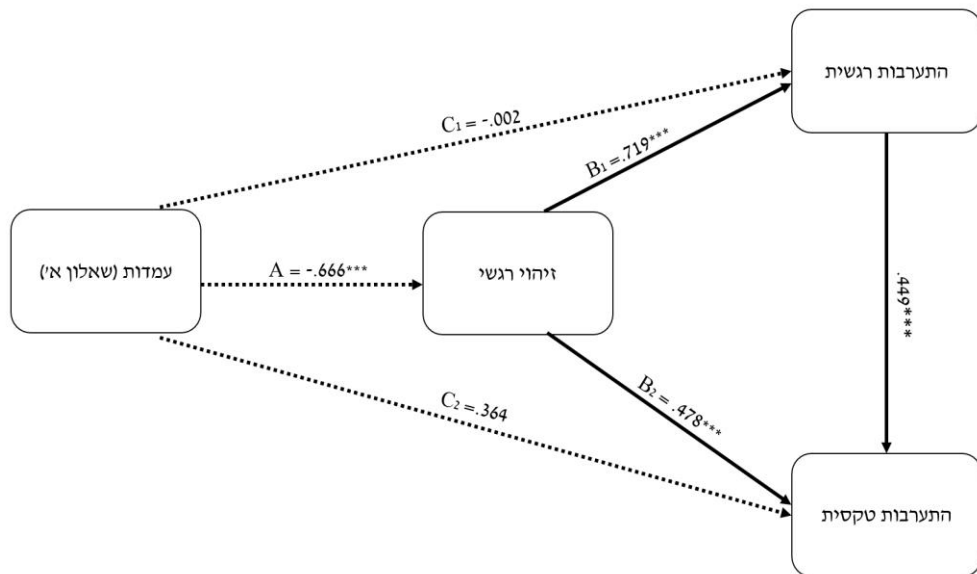 התערבות רגשית
C₁ = -.002
B₁ =.719***
עמדות (שאלון א')
A = -.666***
זיהוי רגשי
.449***
B₂ = .478***
C₂ =.364
התערבות טקסית